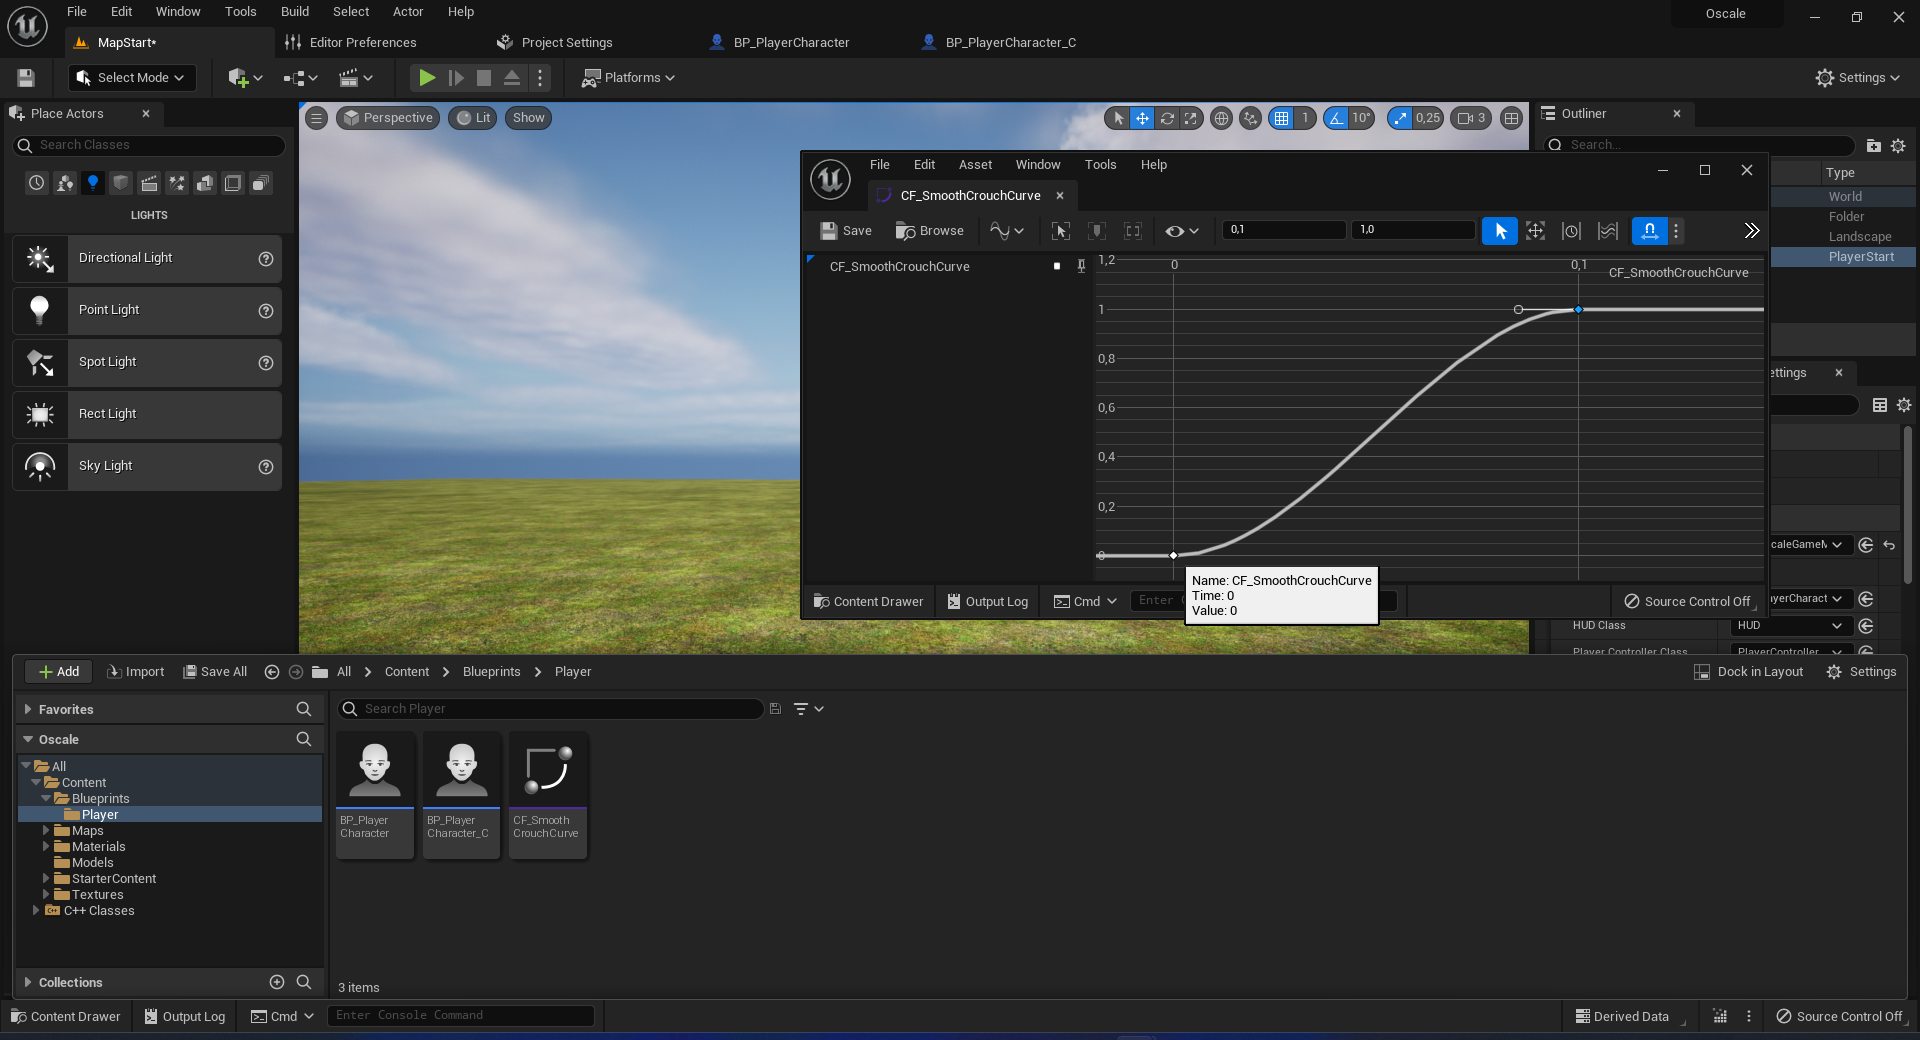 File Edit Window Tools Build Select Actor Help
Oscale
MapStart*
Editor Preferences
Project Settings
BP_PlayerCharacter
BP_PlayerCharacter_C
Select Mode
Platforms
Settings
Place Actors
Search Classes
LIGHTS
Directional Light
Point Light
Spot Light
Rect Light
Sky Light
Perspective
Lit
Show
1
10°
0,25
3
Outliner
Search...
Type
World
Folder
Landscape
PlayerStart
File Edit Asset Window Tools Help
CF_SmoothCrouchCurve
Save
Browse
0,1
1,0
CF_SmoothCrouchCurve
1,2
0
0,1
CF_SmoothCrouchCurve
1
0,8
0,6
0,4
0,2
0
Name: CF_SmoothCrouchCurve
Time: 0
Value: 0
Content Drawer
Output Log
Cmd
Enter
Source Control Off
ettings
caleGameM
ayerCharact
HUD Class
HUD
Player Controller Class
PlayerController
Add
Import
Save All
All
Content
Blueprints
Player
Dock in Layout
Settings
Favorites
Search Player
Oscale
All
Content
Blueprints
Player
Maps
Materials
Models
StarterContent
Textures
C++ Classes
BP_Player
Character
BP_Player
Character_C
CF_Smooth
CrouchCurve
Collections
3 items
Content Drawer
Output Log
Cmd
Enter Console Command
Derived Data
Source Control Off